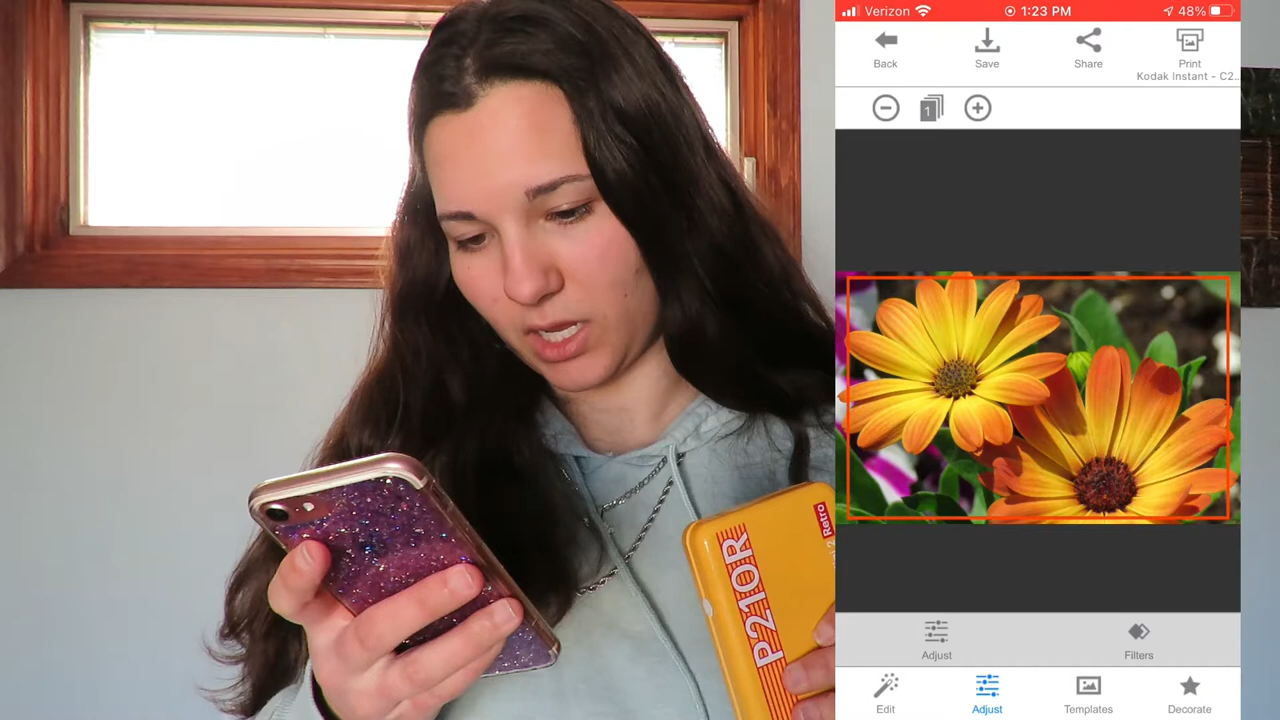 Verizon 1:23 PM 48%
Back Save Share Print
Kodak Instant - C2...
1
P210R
Retro
Adjust Filters
Edit Adjust Templates Decorate